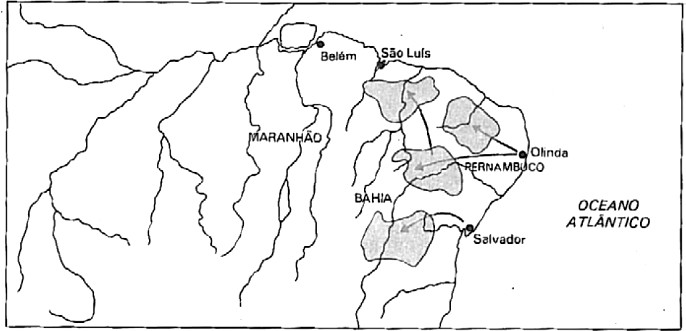 Belém
São Luís
MARANHÃO
Olinda
PERNAMBUCO
BAHIA
OCEANO
ATLÂNTICO
Salvador